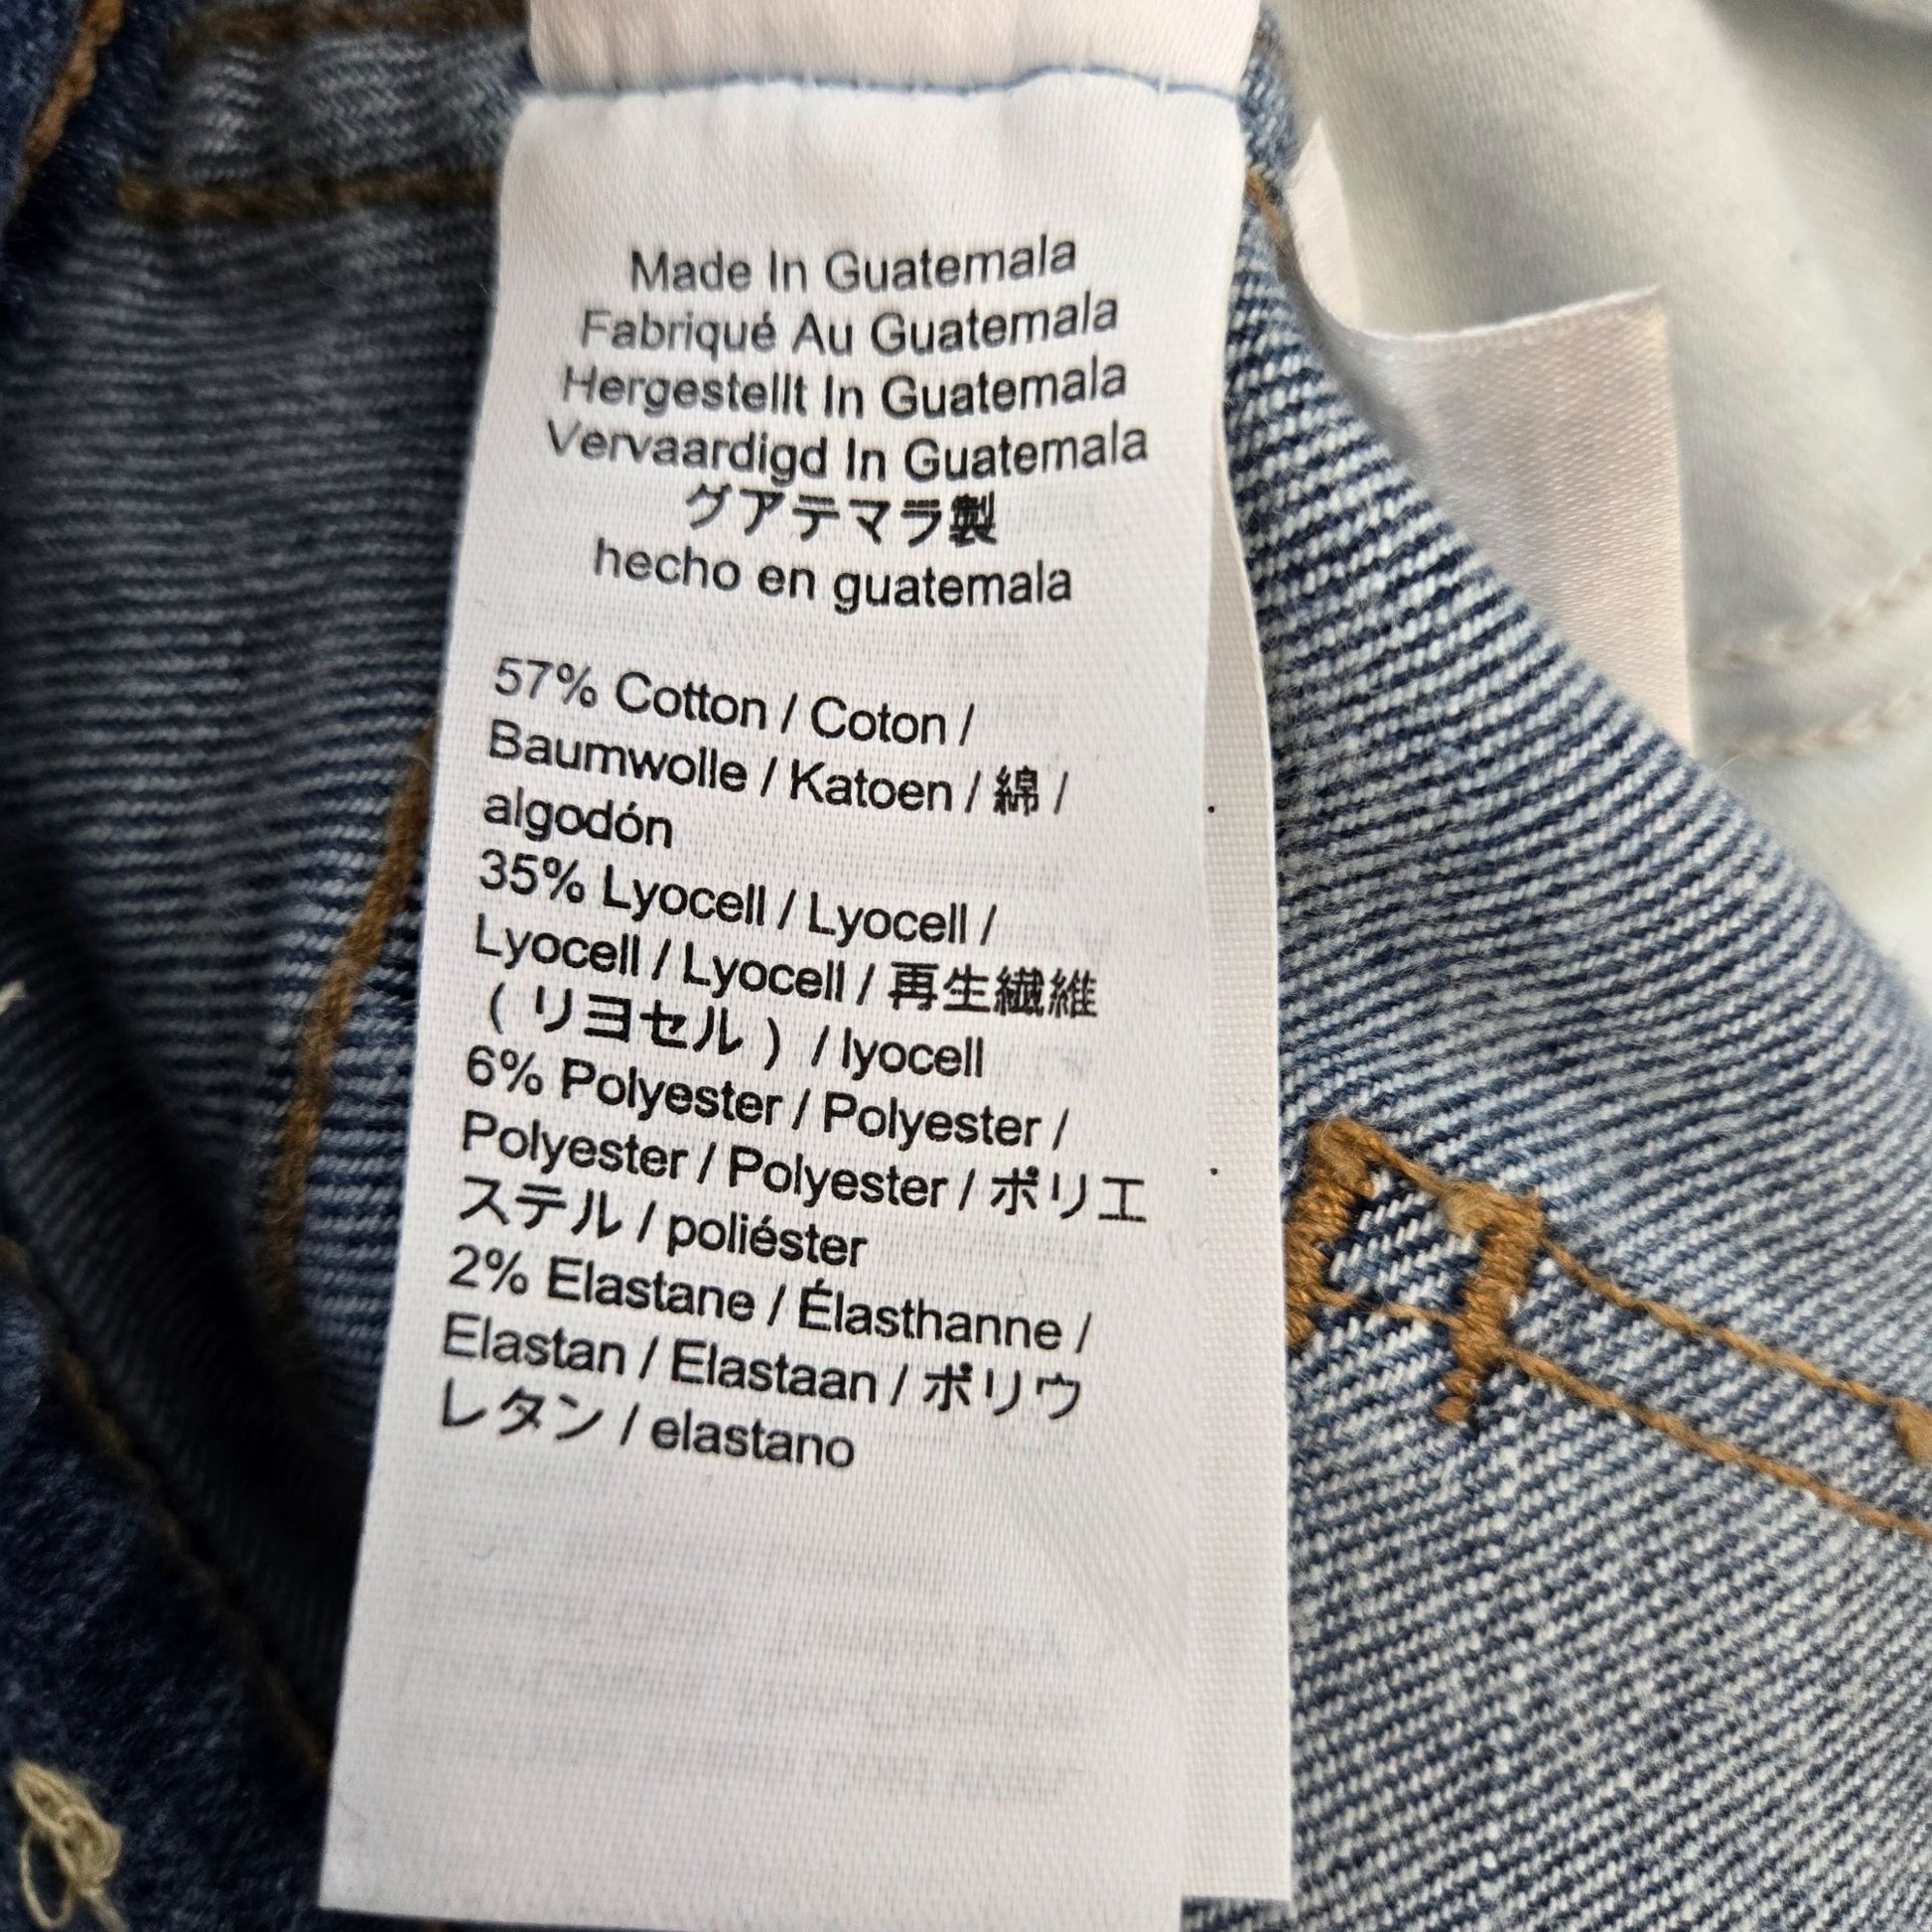 Made In Guatemala
Fabriqué Au Guatemala
Hergestellt In Guatemala
Vervaardigd In Guatemala
グアテマラ製
hecho en guatemala
57% Cotton / Coton /
Baumwolle / Katoen / 綿 /
algodón
35% Lyocell / Lyocell /
Lyocell / Lyocell / 再生繊維
( リヨセル ) / lyocell
6% Polyester / Polyester /
Polyester / Polyester / ポリエ
ステル / poliéster
2% Elastane / Élasthanne /
Elastan / Elastaan / ポリウ
レタン / elastano